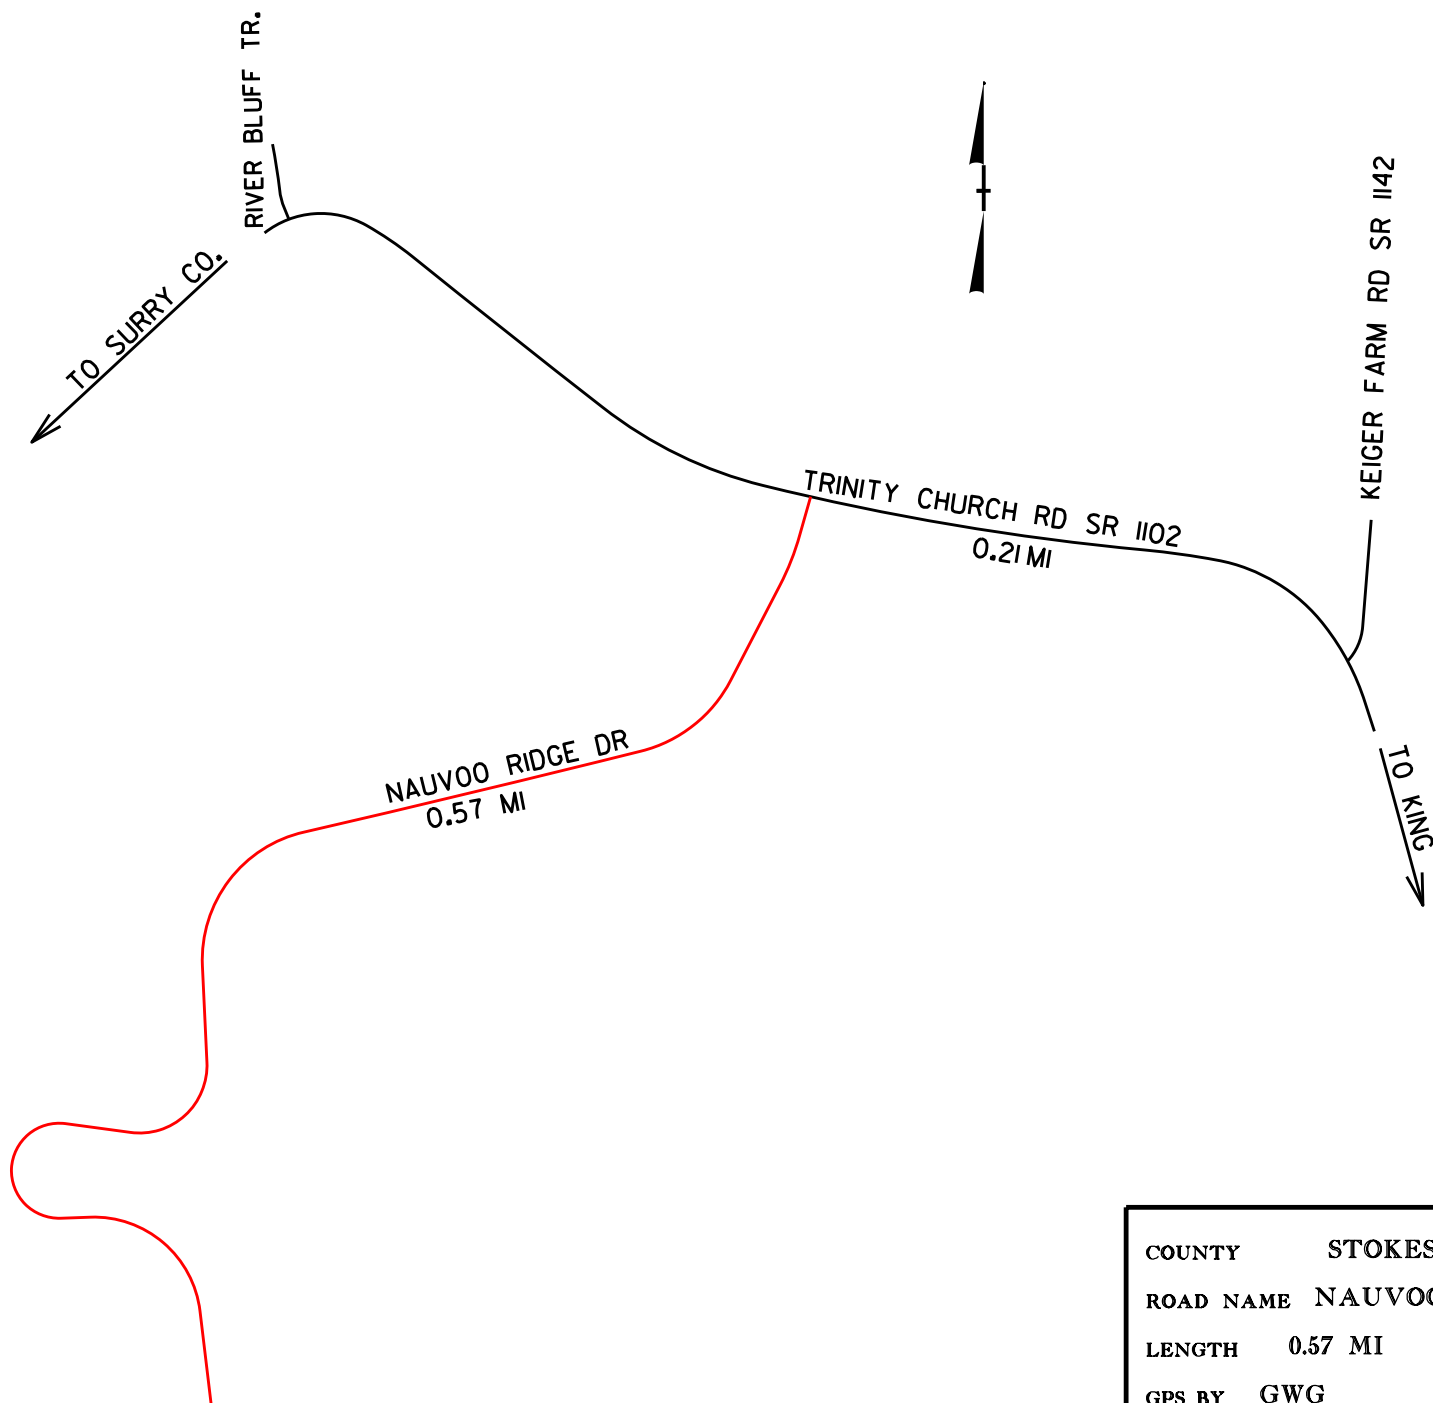 RIVER BLUFF TR.
TO SURRY CO.
KEIGER FARM RD SR 1142
TRINITY CHURCH RD SR 1102
0.21 MI
NAUVOO RIDGE DR
0.57 MI
TO KING
COUNTY STOKES
ROAD NAME NAUVOO
LENGTH 0.57 MI
GPS BY GWG